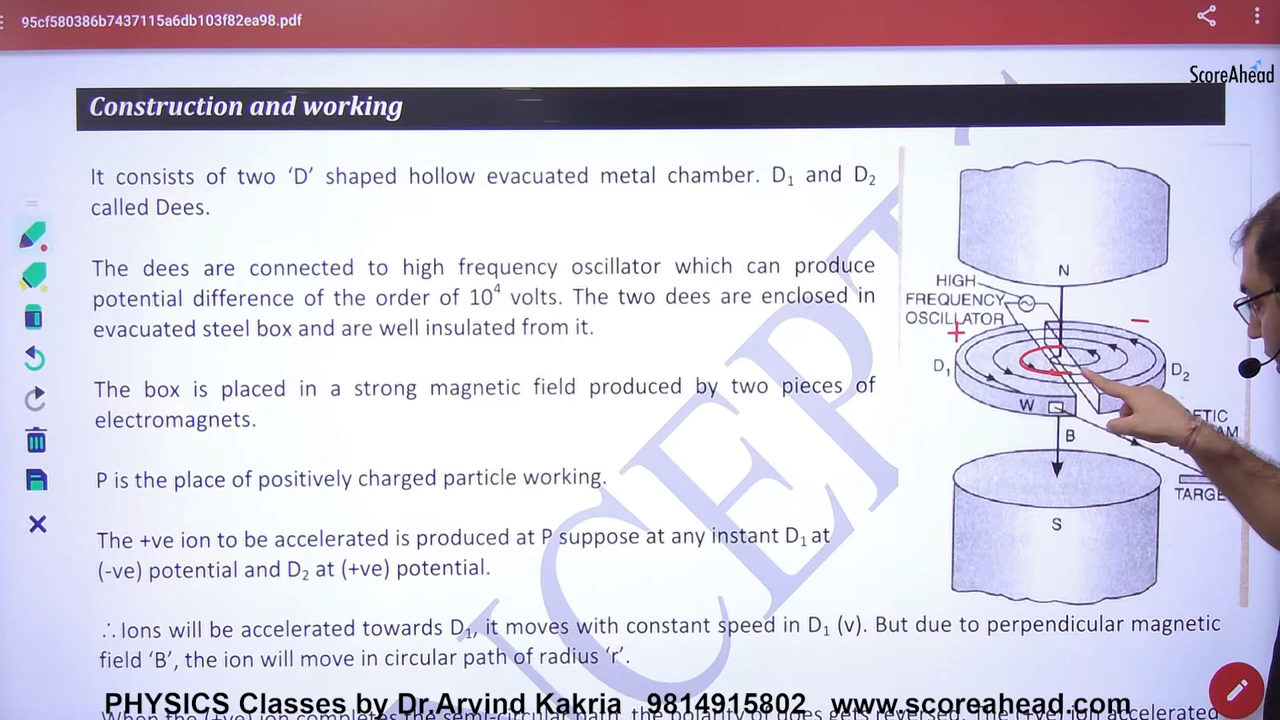 95cf580386b7437115a6db103f82ea98.pdf
ScoreAhead
Construction and working
It consists of two ‘D’ shaped hollow evacuated metal chamber. D₁ and D₂
called Dees.
The dees are connected to high frequency oscillator which can produce
potential difference of the order of 10⁴ volts. The two dees are enclosed in
evacuated steel box and are well insulated from it.
The box is placed in a strong magnetic field produced by two pieces of
electromagnets.
P is the place of positively charged particle working.
The +ve ion to be accelerated is produced at P suppose at any instant D₁ at
(-ve) potential and D₂ at (+ve) potential.
∴ Ions will be accelerated towards D₁, it moves with constant speed in D₁ (v). But due to perpendicular magnetic
field ‘B’, the ion will move in circular path of radius ‘r’.
N
HIGH
FREQUENCY
OSCILLATOR
+
−
D₁
D₂
W
B
S
PHYSICS Classes by Dr.Arvind Kakria 9814915802 www.scoreahead.com